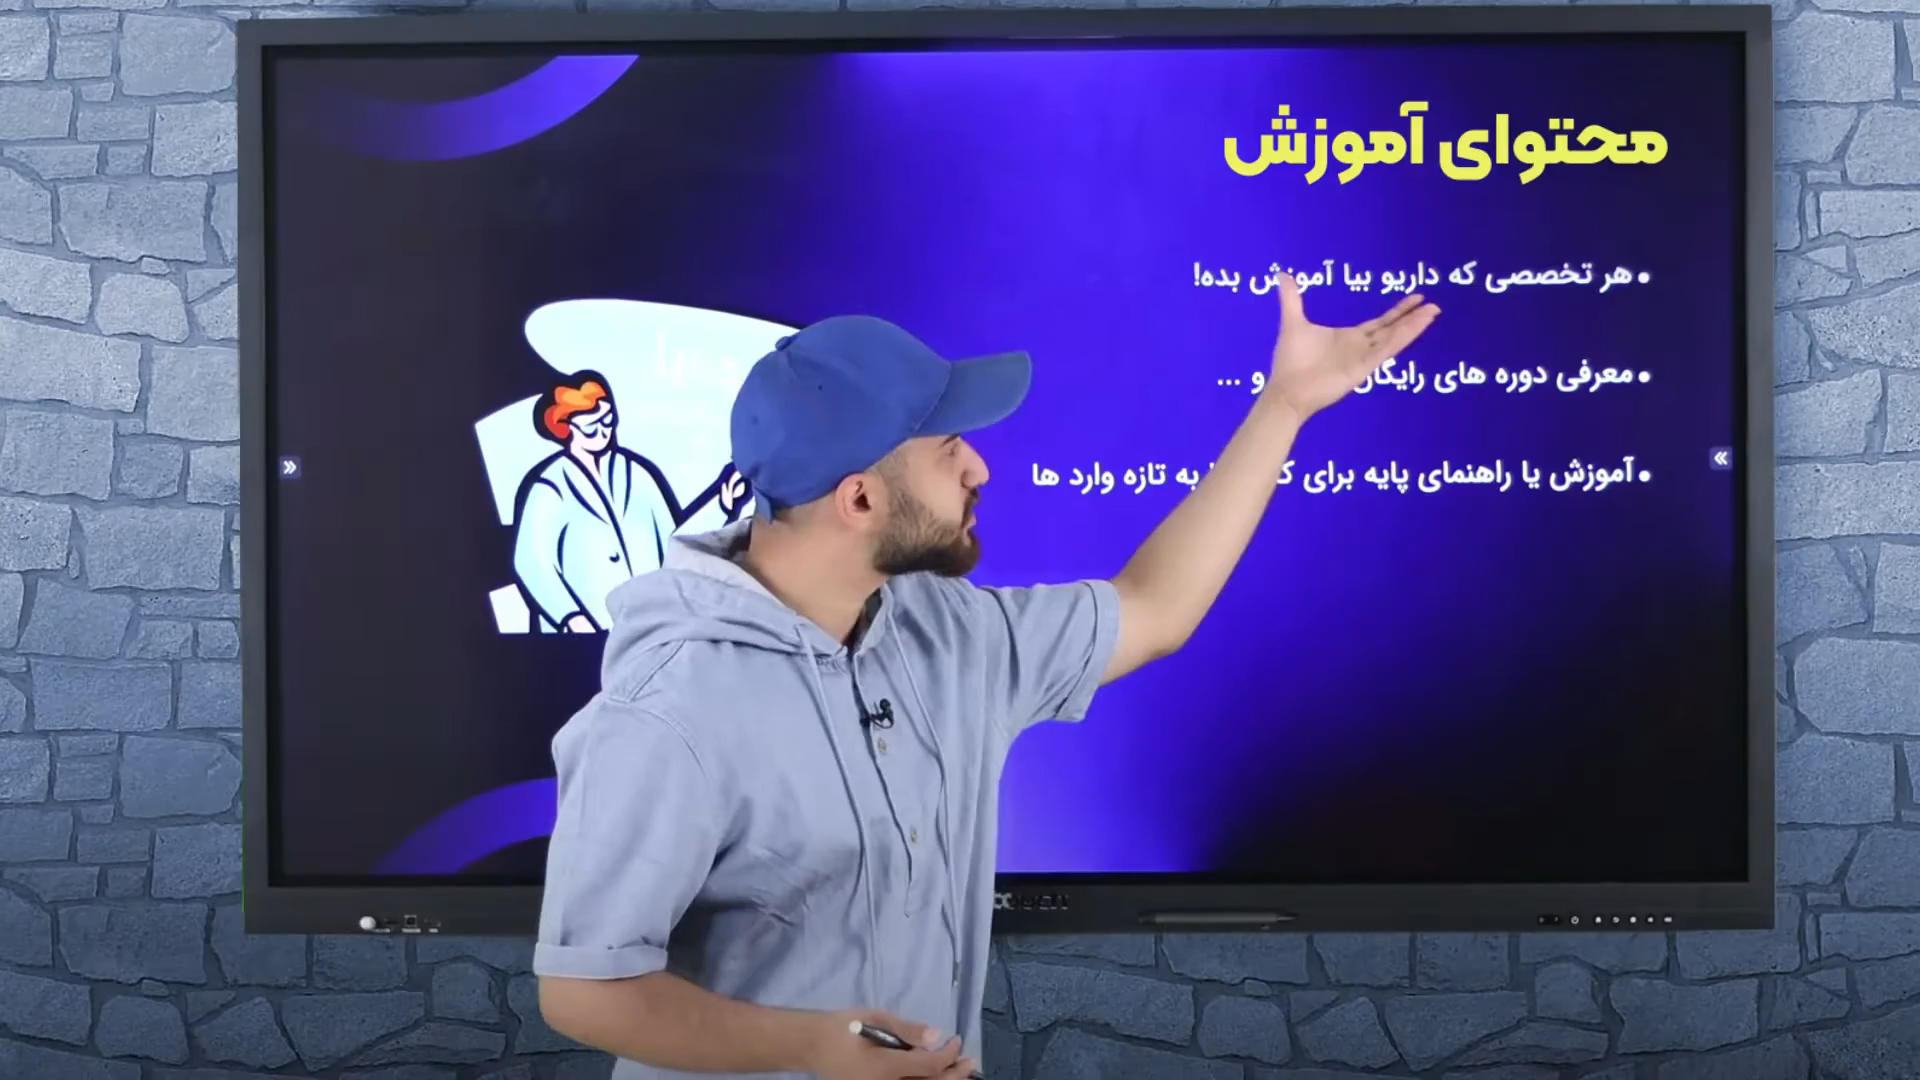 محتوای آموزش
• هر تخصصی که داریو بیا آموزش بده!
• معرفی دوره های رایگان و ...
• آموزش یا راهنمای پایه برای به تازه وارد ها